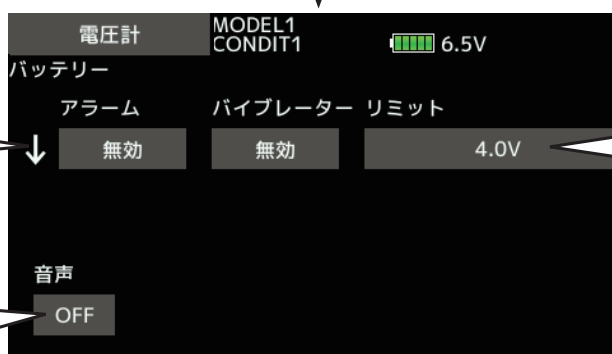 電圧計
MODEL1
CONDIT1
6.5V
バッテリー
アラーム バイブレーター リミット
↓ 無効 無効 4.0V
音声
OFF